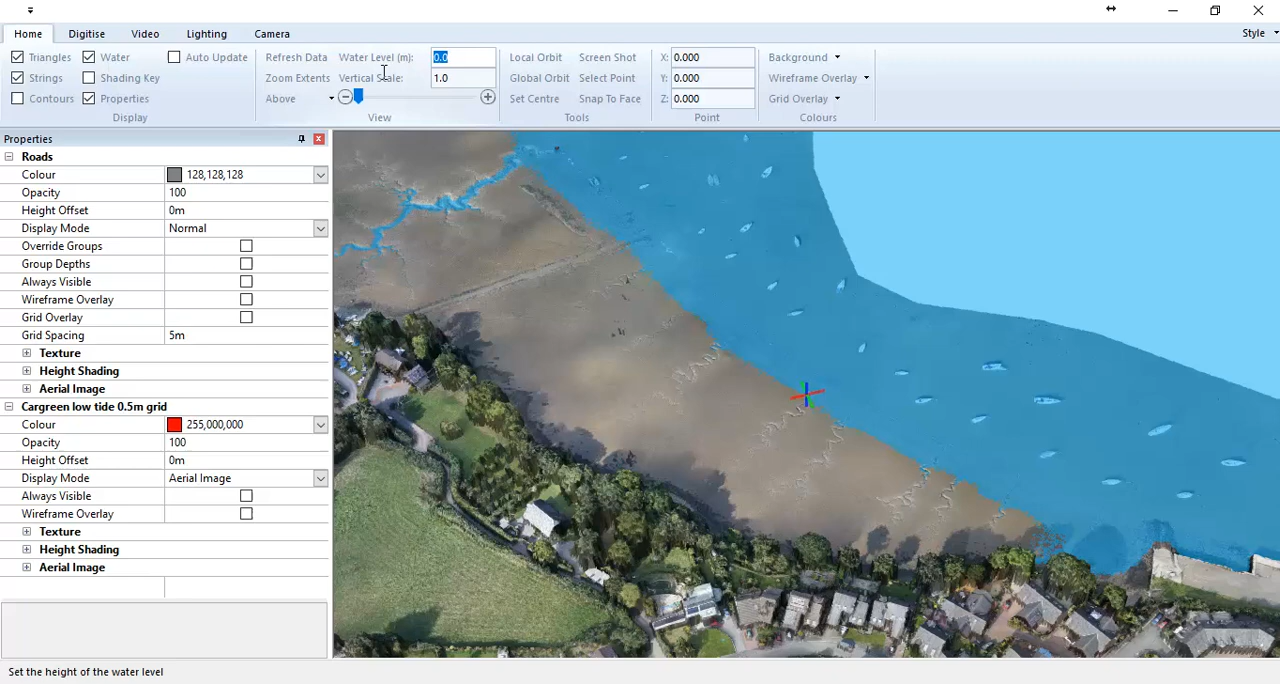 Style
Home Digitise Video Lighting Camera
Triangles Water Auto Update Refresh Data Water Level (m): 0.0 Local Orbit Screen Shot X: 0.000 Background
Strings Shading Key Zoom Extents Vertical Scale: 1.0 Global Orbit Select Point Y: 0.000 Wireframe Overlay
Contours Properties Above Set Centre Snap To Face Z: 0.000 Grid Overlay
Display View Tools Point Colours
Properties
Roads
Colour 128,128,128
Opacity 100
Height Offset 0m
Display Mode Normal
Override Groups
Group Depths
Always Visible
Wireframe Overlay
Grid Overlay
Grid Spacing 5m
Texture
Height Shading
Aerial Image
Cargreen low tide 0.5m grid
Colour 255,000,000
Opacity 100
Height Offset 0m
Display Mode Aerial Image
Always Visible
Wireframe Overlay
Texture
Height Shading
Aerial Image
Set the height of the water level